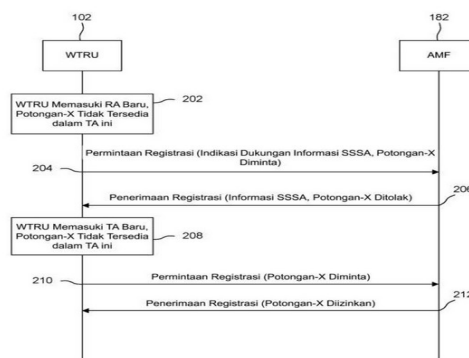 102
182
WTRU
AMF
WTRU Memasuki RA Baru,
Potongan-X Tidak Tersedia
dalam TA ini
202
Permintaan Registrasi (Indikasi Dukungan Informasi SSSA, Potongan-X
Diminta)
204
Penerimaan Registrasi (Informasi SSSA, Potongan-X Ditolak)
206
WTRU Memasuki TA Baru,
Potongan-X Tidak Tersedia
dalam TA ini
208
Permintaan Registrasi (Potongan-X Diminta)
210
Penerimaan Registrasi (Potongan-X Diizinkan)
212